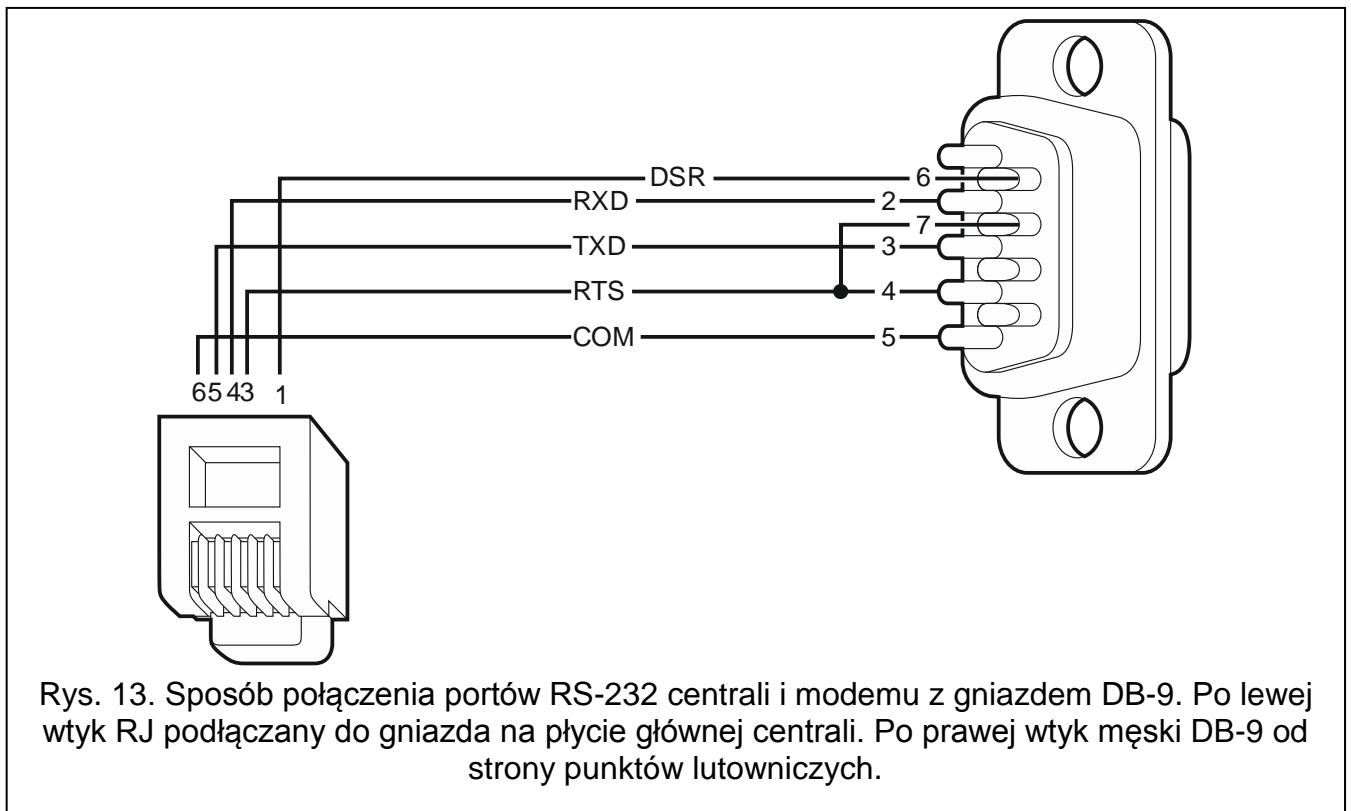 DSR 6
RXD 2
7
TXD 3
RTS 4
COM 5
6543 1
Rys. 13. Sposób połączenia portów RS-232 centrali i modemu z gniazdem DB-9. Po lewej
wtyk RJ podłączany do gniazda na płycie głównej centrali. Po prawej wtyk męski DB-9 od
strony punktów lutowniczych.